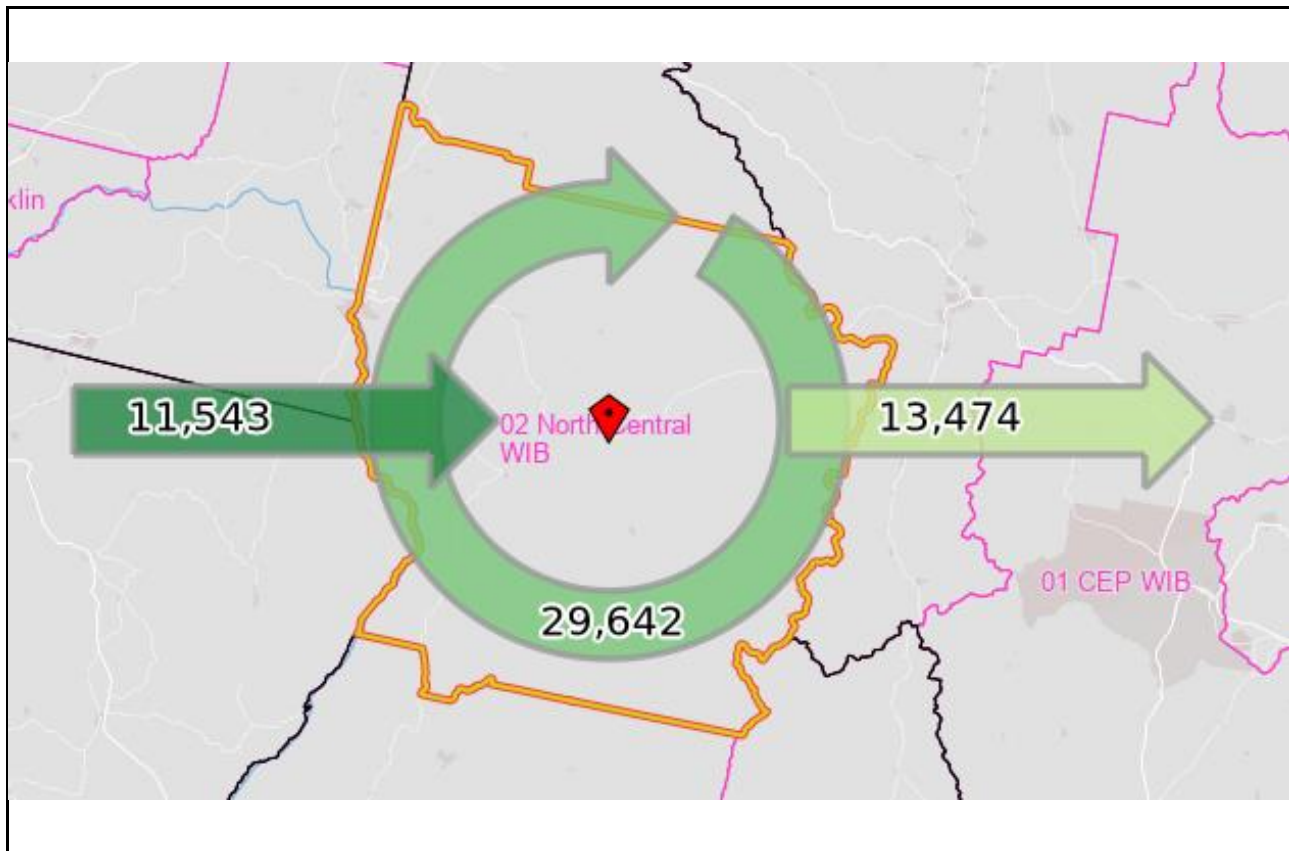 klin
11,543
13,474
02 North Central
WIB
01 CEP WIB
29,642